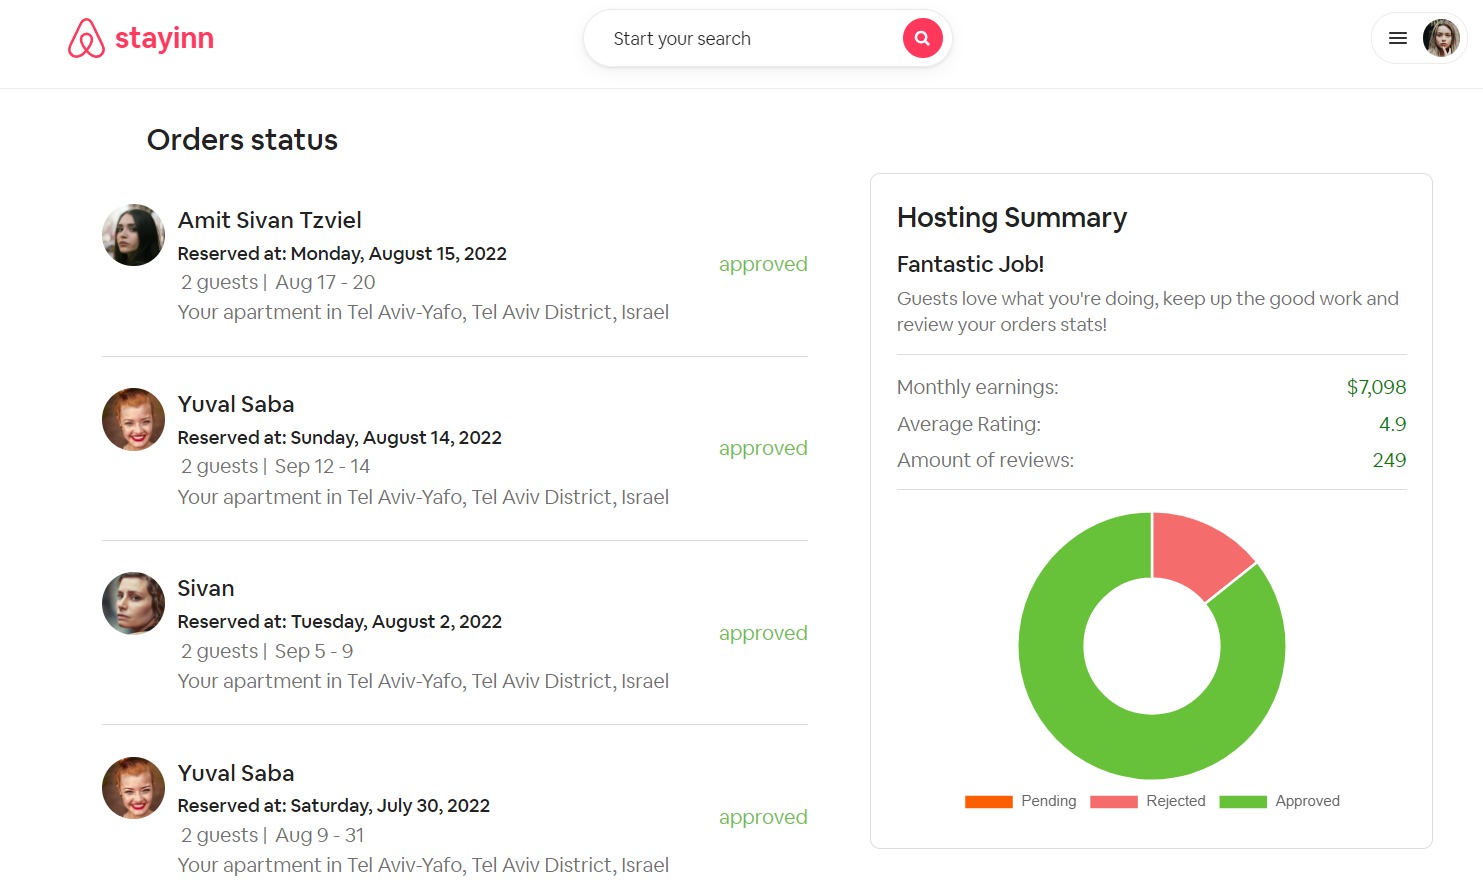 stayinn
Start your search
Orders status
Amit Sivan Tzviel
Reserved at: Monday, August 15, 2022
2 guests | Aug 17 - 20
Your apartment in Tel Aviv-Yafo, Tel Aviv District, Israel
approved
Yuval Saba
Reserved at: Sunday, August 14, 2022
2 guests | Sep 12 - 14
Your apartment in Tel Aviv-Yafo, Tel Aviv District, Israel
approved
Sivan
Reserved at: Tuesday, August 2, 2022
2 guests | Sep 5 - 9
Your apartment in Tel Aviv-Yafo, Tel Aviv District, Israel
approved
Yuval Saba
Reserved at: Saturday, July 30, 2022
2 guests | Aug 9 - 31
Your apartment in Tel Aviv-Yafo, Tel Aviv District, Israel
approved
Hosting Summary
Fantastic Job!
Guests love what you're doing, keep up the good work and
review your orders stats!
Monthly earnings: $7,098
Average Rating: 4.9
Amount of reviews: 249
Pending Rejected Approved